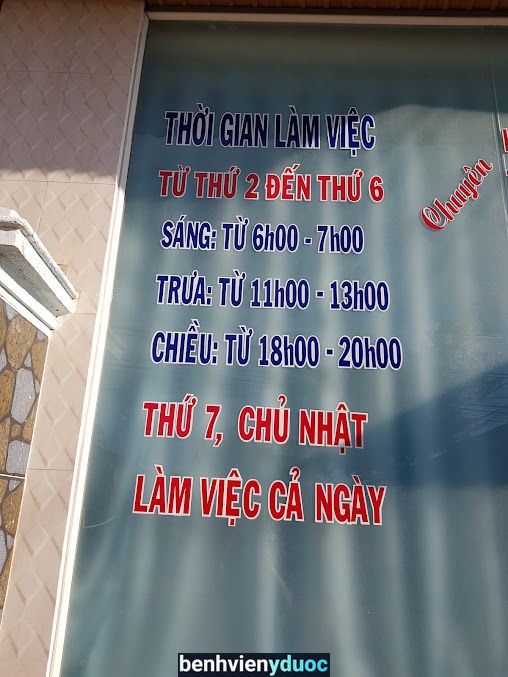 THỜI GIAN LÀM VIỆC
TỪ THỨ 2 ĐẾN THỨ 6
SÁNG: TỪ 6h00 - 7h00
TRƯA: TỪ 11h00 - 13h00
CHIỀU: TỪ 18h00 - 20h00
THỨ 7, CHỦ NHẬT
LÀM VIỆC CẢ NGÀY
Chuyên
benhvienyduoc